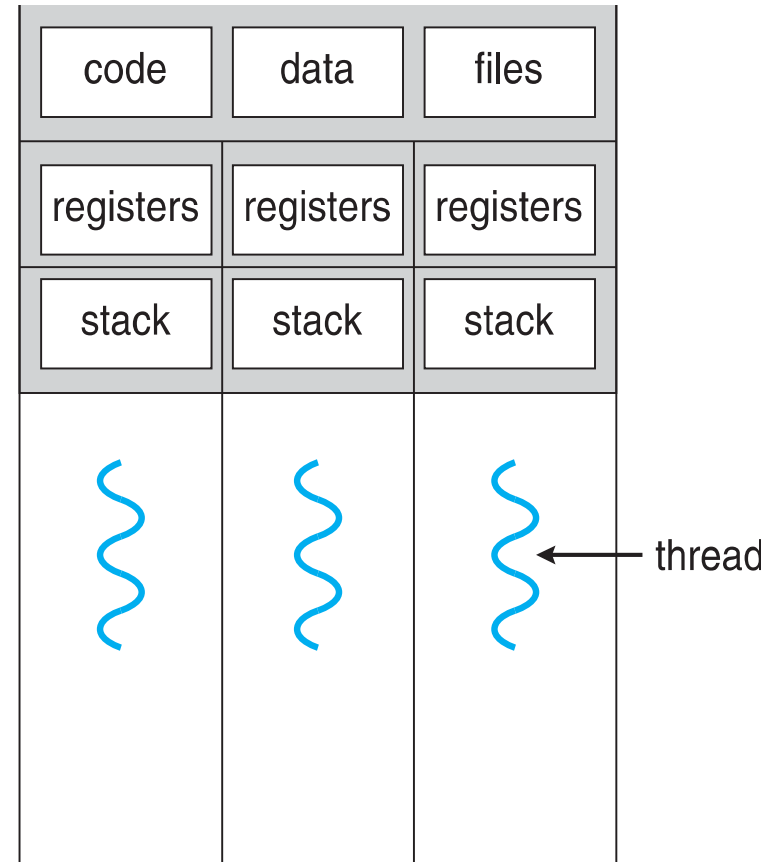 code data files
registers registers registers
stack stack stack
thread